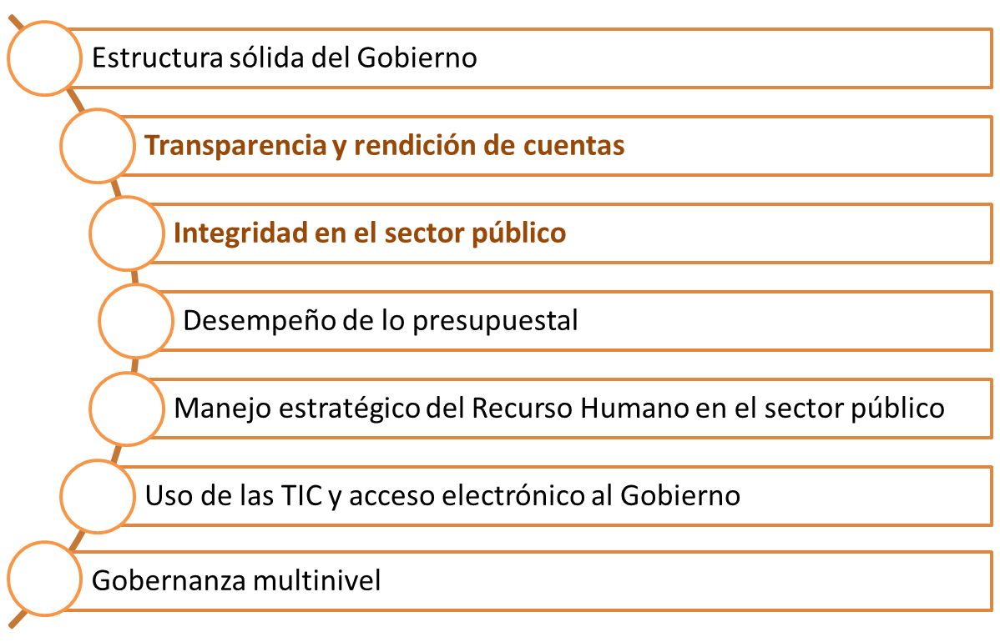 Estructura sólida del Gobierno
Transparencia y rendición de cuentas
Integridad en el sector público
Desempeño de lo presupuestal
Manejo estratégico del Recurso Humano en el sector público
Uso de las TIC y acceso electrónico al Gobierno
Gobernanza multinivel